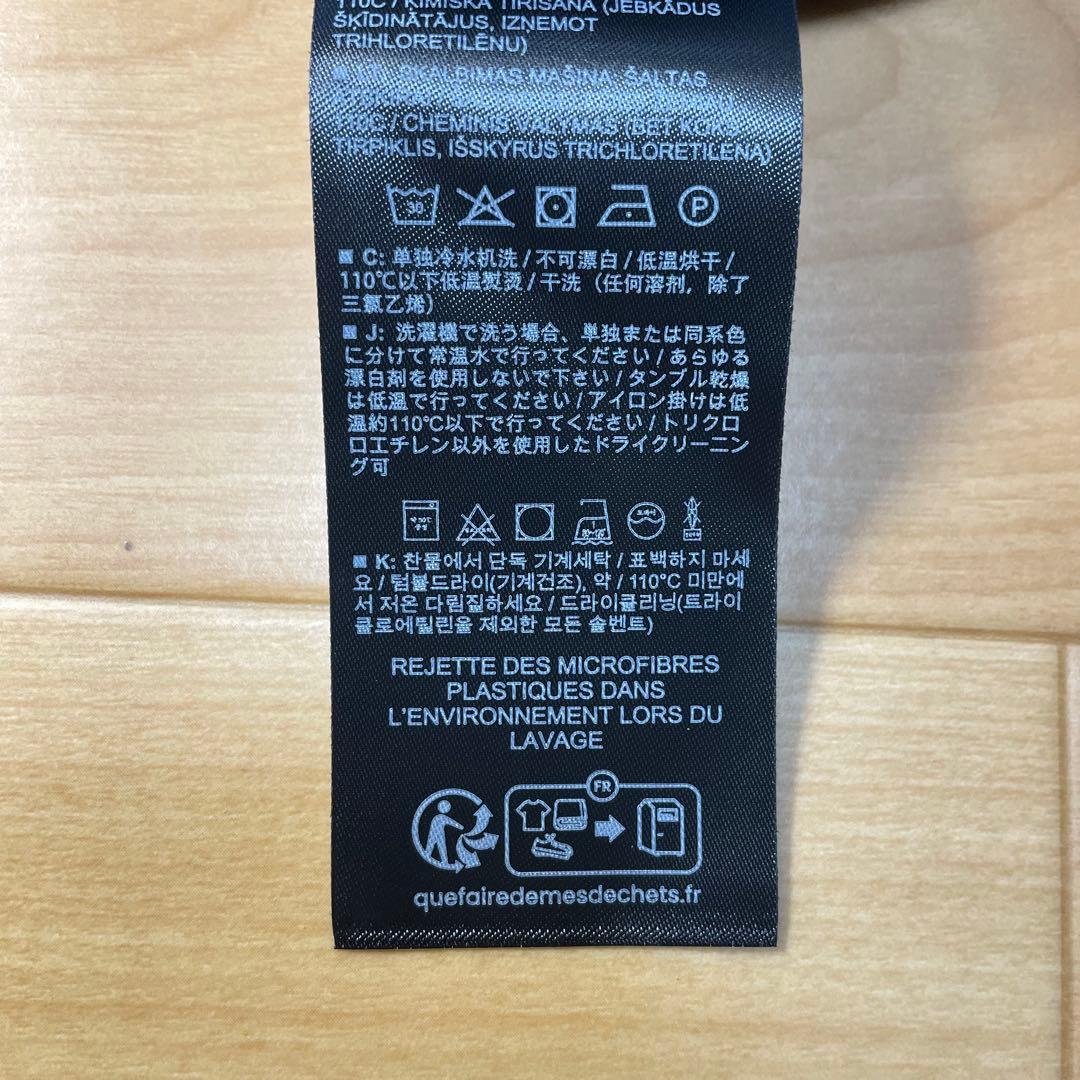 110C / ĶĪMISKĀ TĪRĪŠANA (JEBKĀDUS
ŠĶĪDINĀTĀJUS, IZŅEMOT
TRIHLORETILĒNU)
SKALBIMAS MAŠINA, ŠALTAS
110C / CHEMINIS VALYMAS (BET KOKS
TIRPIKLIS, IŠSKYRUS TRICHLORETILENĄ)
30 P
C: 单独冷水机洗 / 不可漂白 / 低温烘干 /
110℃以下低温熨烫 / 干洗（任何溶剂，除了
三氯乙烯）
J: 洗濯機で洗う場合、単独または同系色
に分けて常温水で行ってください / あらゆる
漂白剤を使用しないで下さい / タンブル乾燥
は低温で行ってください / アイロン掛けは低
温約110℃以下で行ってください / トリクロ
ロエチレン以外を使用したドライクリーニン
グ可
약 30℃
중성
K: 찬물에서 단독 기계세탁 / 표백하지 마세
요 / 텀블드라이(기계건조), 약 / 110°C 미만에
서 저온 다림질하세요 / 드라이클리닝(트라이
클로에틸린을 제외한 모든 솔벤트)
REJETTE DES MICROFIBRES
PLASTIQUES DANS
L'ENVIRONNEMENT LORS DU
LAVAGE
FR
quefairedemesdechets.fr